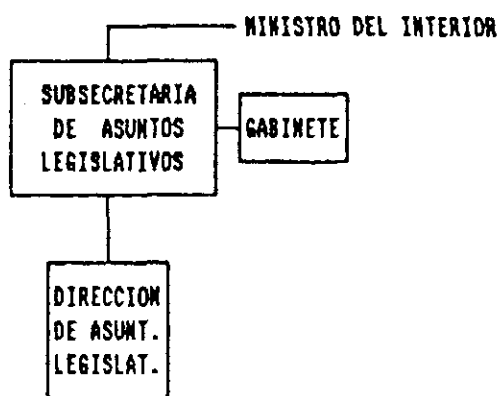 MINISTRO DEL INTERIOR
SUBSECRETARIA
DE ASUNTOS
LEGISLATIVOS
GABINETE
DIRECCION
DE ASUNT.
LEGISLAT.